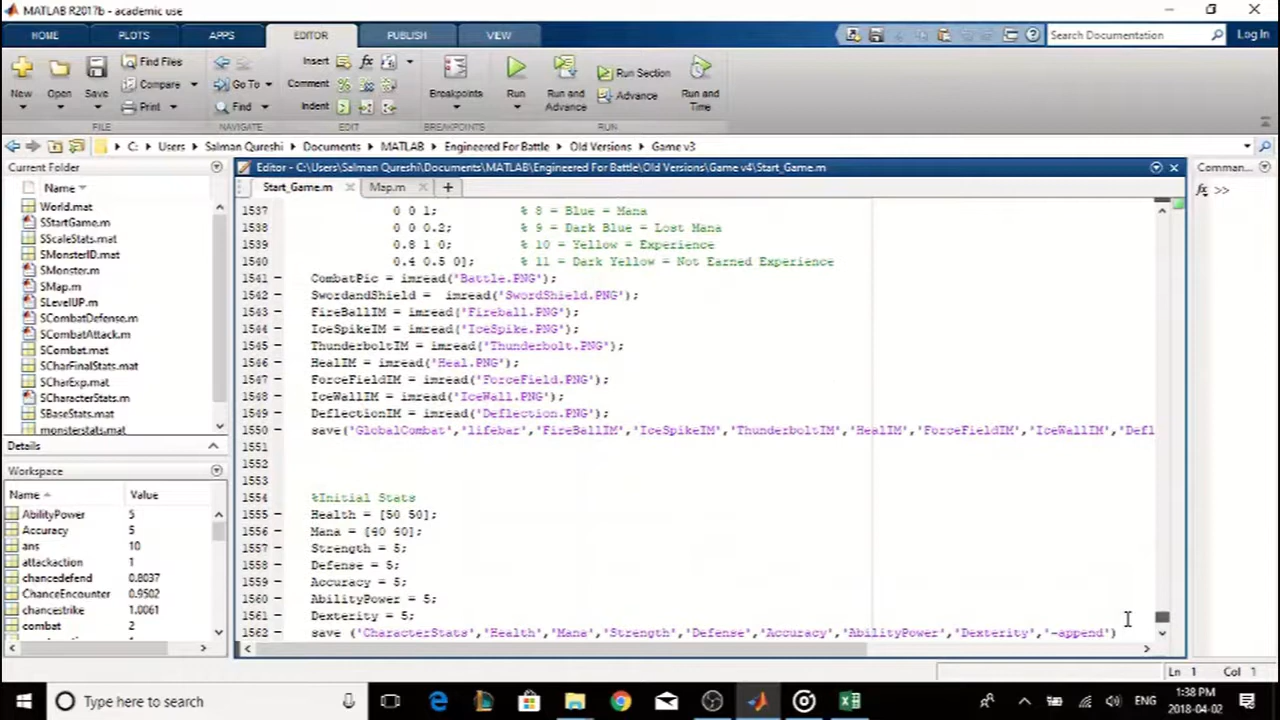 MATLAB R2017b - academic use
HOME PLOTS APPS EDITOR PUBLISH VIEW Search Documentation Log In
New Open Save Find Files Compare Print Go To Find Insert Comment Indent Breakpoints Run Run and Advance Run Section Advance Run and Time
FILE NAVIGATE EDIT BREAKPOINTS RUN
C: Users Salman Qureshi Documents MATLAB Engineered For Battle Old Versions Game v3
Current Folder
Name
World.mat
SStartGame.m
SScaleStats.mat
SMonsterID.mat
SMonster.m
SMap.m
SLevelUP.m
SCombatDefense.m
SCombatAttack.m
SCombat.mat
SCharFinalStats.mat
SCharExp.mat
SCharacterStats.m
SBaseStats.mat
monsterstats.mat
Details
Workspace
Name Value
AbilityPower 5
Accuracy 5
ans 10
attackaction 1
chancedefend 0.8037
ChanceEncounter 0.9502
chancestrike 1.0061
combat 2
Editor - C:\Users\Salman Qureshi\Documents\MATLAB\Engineered For Battle\Old Versions\Game v4\Start_Game.m
Start_Game.m Map.m
1537 0 0 1; % 8 = Blue = Mana
1538 0 0 0.2; % 9 = Dark Blue = Lost Mana
1539 0.8 1 0; % 10 = Yellow = Experience
1540 0.4 0.5 0]; % 11 = Dark Yellow = Not Earned Experience
1541 - CombatPic = imread('Battle.PNG');
1542 - SwordandShield =  imread('SwordShield.PNG');
1543 - FireBallIM = imread('Fireball.PNG');
1544 - IceSpikeIM = imread('IceSpike.PNG');
1545 - ThunderboltIM = imread('Thunderbolt.PNG');
1546 - HealIM = imread('Heal.PNG');
1547 - ForceFieldIM = imread('ForceField.PNG');
1548 - IceWallIM = imread('IceWall.PNG');
1549 - DeflectionIM = imread('Deflection.PNG');
1550 - save('GlobalCombat','lifebar','FireBallIM','IceSpikeIM','ThunderboltIM','HealIM','ForceFieldIM','IceWallIM','Defl
1551
1552
1553
1554 %Initial Stats
1555 - Health = [50 50];
1556 - Mana = [40 40];
1557 - Strength = 5;
1558 - Defense = 5;
1559 - Accuracy = 5;
1560 - AbilityPower = 5;
1561 - Dexterity = 5;
1562 - save ('CharacterStats','Health','Mana','Strength','Defense','Accuracy','AbilityPower','Dexterity','-append')
Comman...
fx >>
Ln 1 Col 1
Type here to search
ENG
1:38 PM
2018-04-02